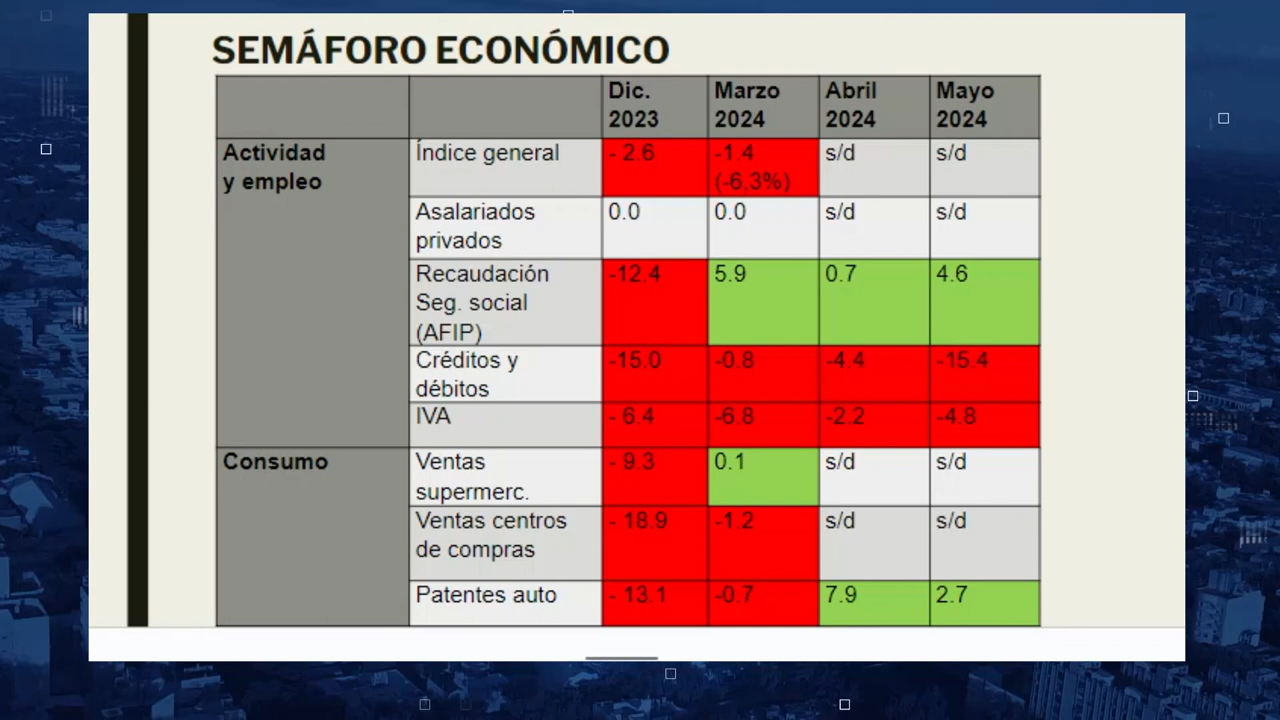 SEMÁFORO ECONÓMICO
Dic. 2023
Marzo 2024
Abril 2024
Mayo 2024
Actividad y empleo
Índice general
- 2.6
-1.4 (-6,3%)
s/d
s/d
Asalariados privados
0.0
0.0
s/d
s/d
Recaudación Seg. social (AFIP)
-12.4
5.9
0.7
4.6
Créditos y débitos
-15.0
-0.8
-4.4
-15.4
IVA
- 6.4
-6.8
-2.2
-4.8
Consumo
Ventas supermerc.
- 9.3
0.1
s/d
s/d
Ventas centros de compras
- 18.9
-1.2
s/d
s/d
Patentes auto
- 13.1
-0.7
7.9
2.7